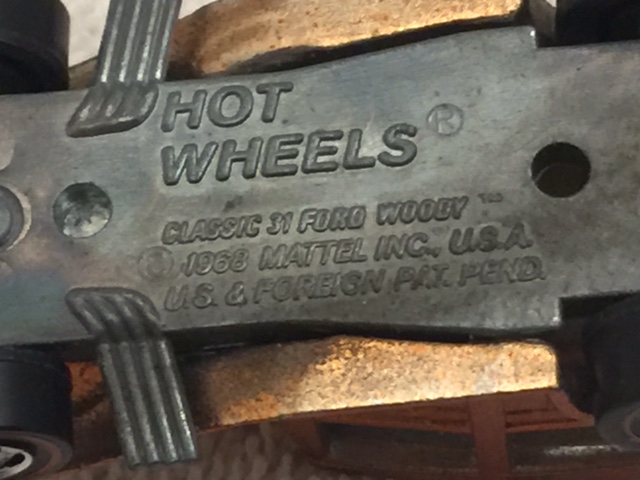 HOT
WHEELS®
CLASSIC 31 FORD WOODY ™
© 1968 MATTEL INC., U.S.A.
U.S. & FOREIGN PAT. PEND.